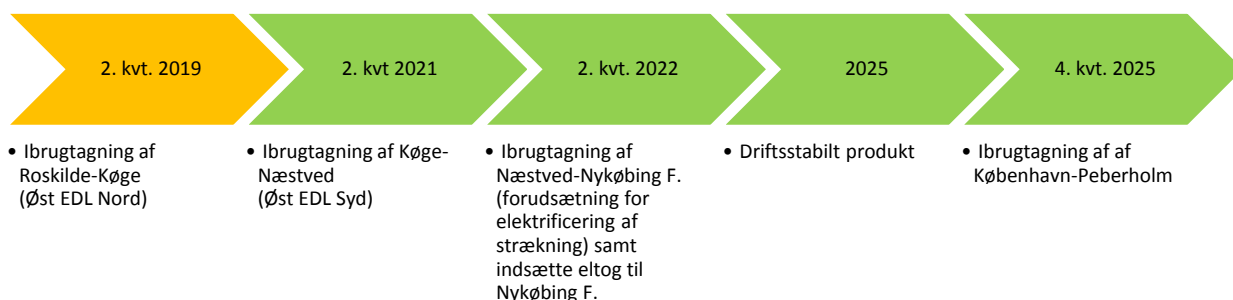 2. kvt. 2019
2. kvt 2021
2. kvt. 2022
2025
4. kvt. 2025
• Ibrugtagning af
Roskilde-Køge
(Øst EDL Nord)
• Ibrugtagning af Køge-
Næstved
(Øst EDL Syd)
• Ibrugtagning af
Næstved-Nykøbing F.
(forudsætning for
elektrificering af
strækning) samt
indsætte eltog til
Nykøbing F.
• Driftsstabilt produkt
• Ibrugtagning af af
København-Peberholm